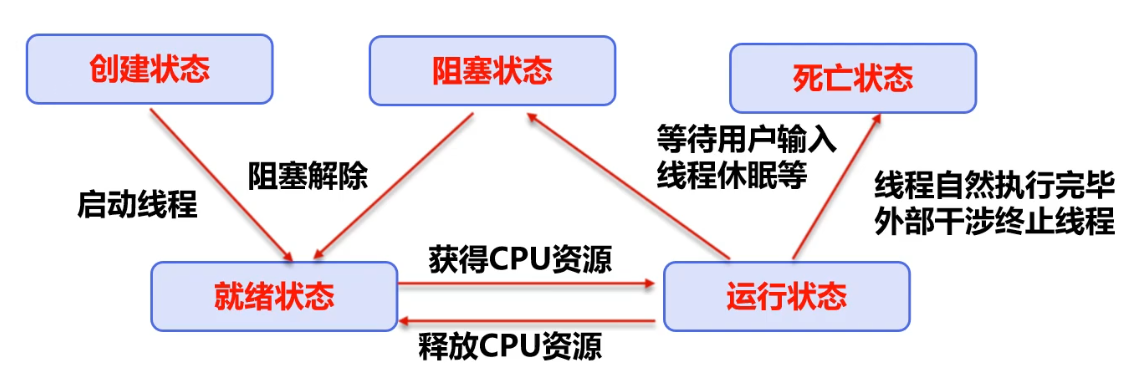 创建状态
阻塞状态
死亡状态
等待用户输入
线程休眠等
阻塞解除
启动线程
线程自然执行完毕
外部干涉终止线程
获得CPU资源
就绪状态
运行状态
释放CPU资源